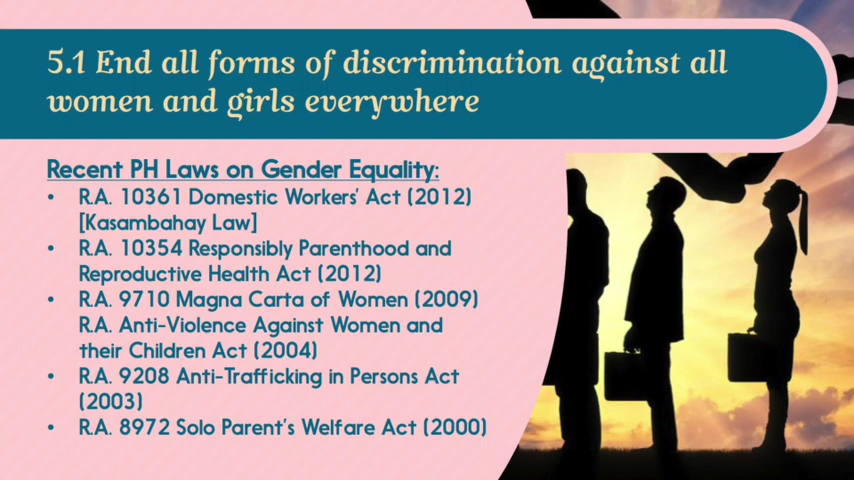 5.1 End all forms of discrimination against all
women and girls everywhere
Recent PH Laws on Gender Equality:
• R.A. 10361 Domestic Workers' Act (2012)
[Kasambahay Law]
• R.A. 10354 Responsibly Parenthood and
Reproductive Health Act (2012)
• R.A. 9710 Magna Carta of Women (2009)
R.A. Anti-Violence Against Women and
their Children Act (2004)
• R.A. 9208 Anti-Trafficking in Persons Act
(2003)
• R.A. 8972 Solo Parent's Welfare Act (2000)